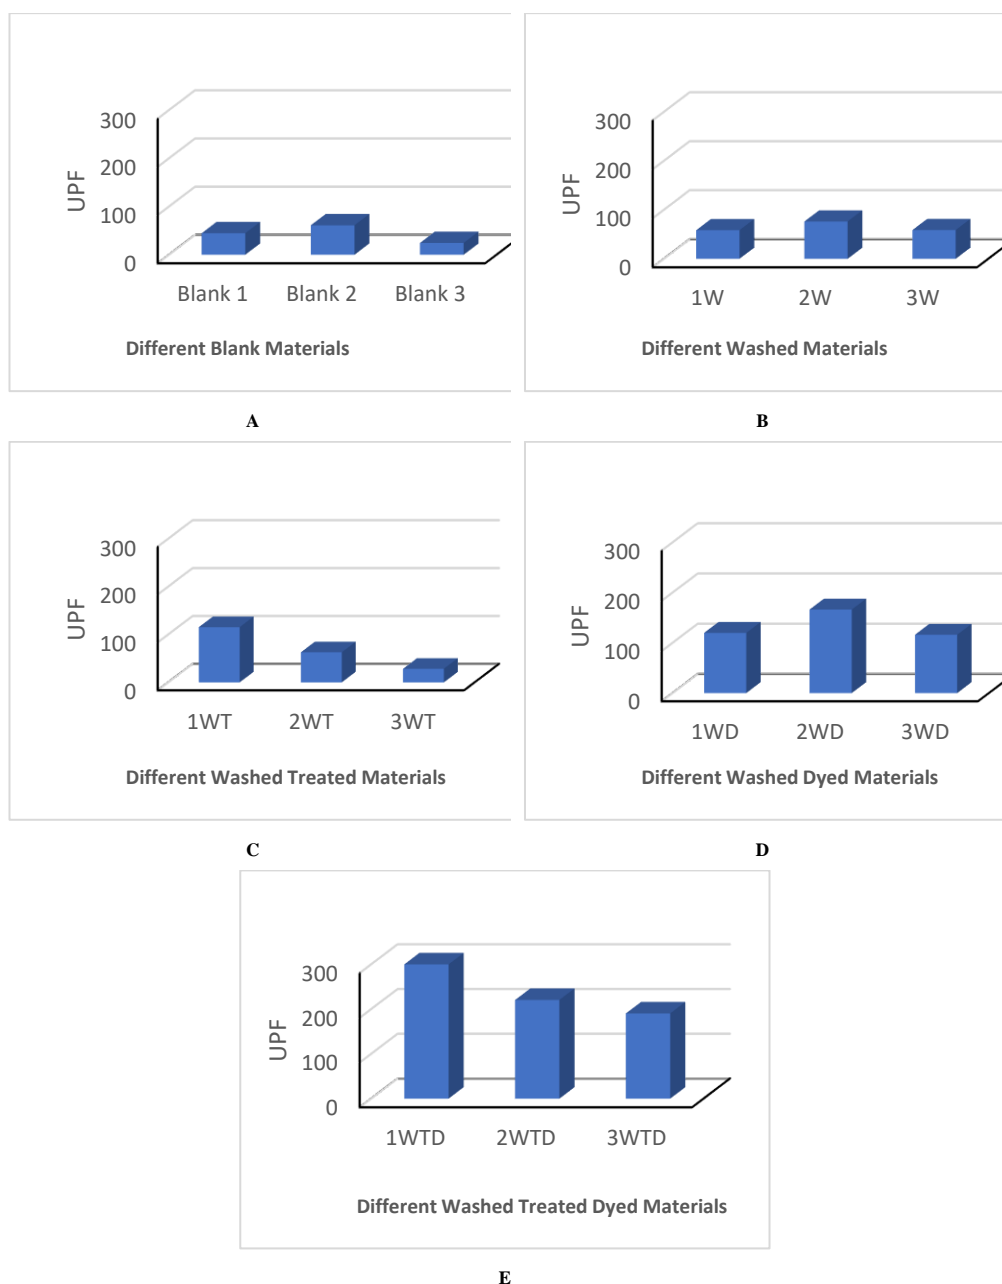 300
200
100
0
UPF
Blank 1 Blank 2 Blank 3
Different Blank Materials
A
300
200
100
0
UPF
1W 2W 3W
Different Washed Materials
B
300
200
100
0
UPF
1WT 2WT 3WT
Different Washed Treated Materials
C
300
200
100
0
UPF
1WD 2WD 3WD
Different Washed Dyed Materials
D
300
200
100
0
UPF
1WTD 2WTD 3WTD
Different Washed Treated Dyed Materials
E